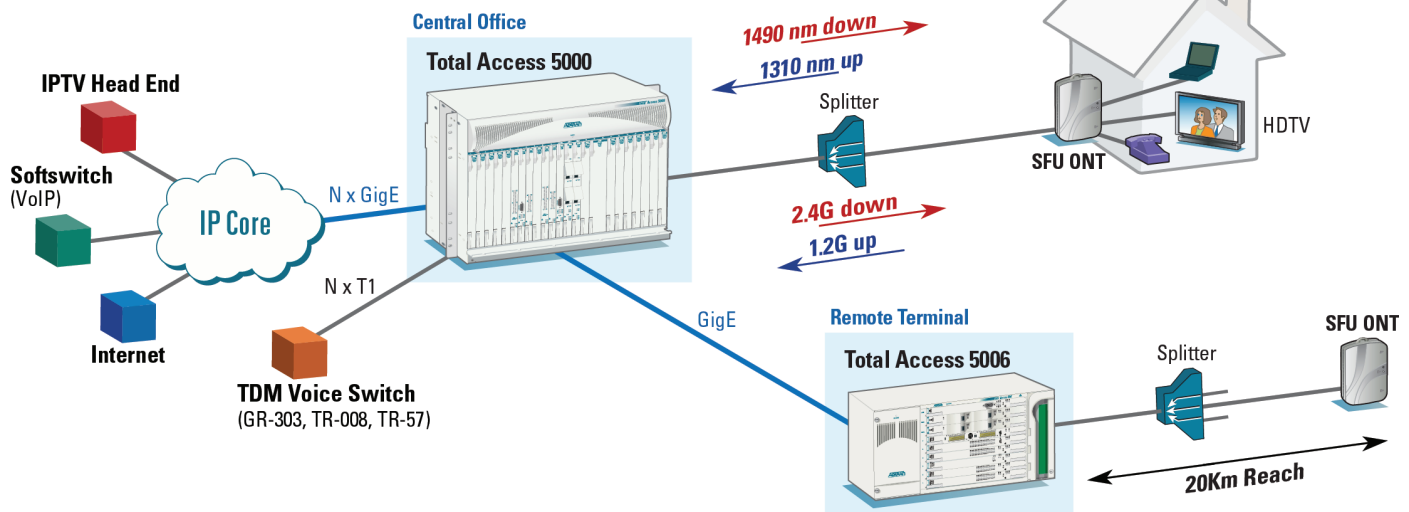 Central Office
Total Access 5000
1490 nm down
1310 nm up
IPTV Head End
Splitter
HDTV
SFU ONT
Softswitch
(VoIP)
N x GigE
IP Core
2.4G down
1.2G up
N x T1
GigE
Internet
Remote Terminal
SFU ONT
Total Access 5006
Splitter
TDM Voice Switch
(GR-303, TR-008, TR-57)
20Km Reach